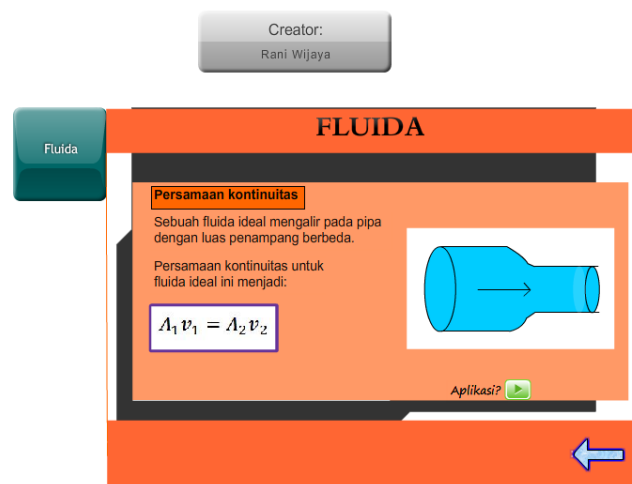 Creator:
Rani Wijaya
Fluida
FLUIDA
Persamaan kontinuitas
Sebuah fluida ideal mengalir pada pipa
dengan luas penampang berbeda.
Persamaan kontinuitas untuk
fluida ideal ini menjadi:
A₁v₁ = A₂v₂
Aplikasi?